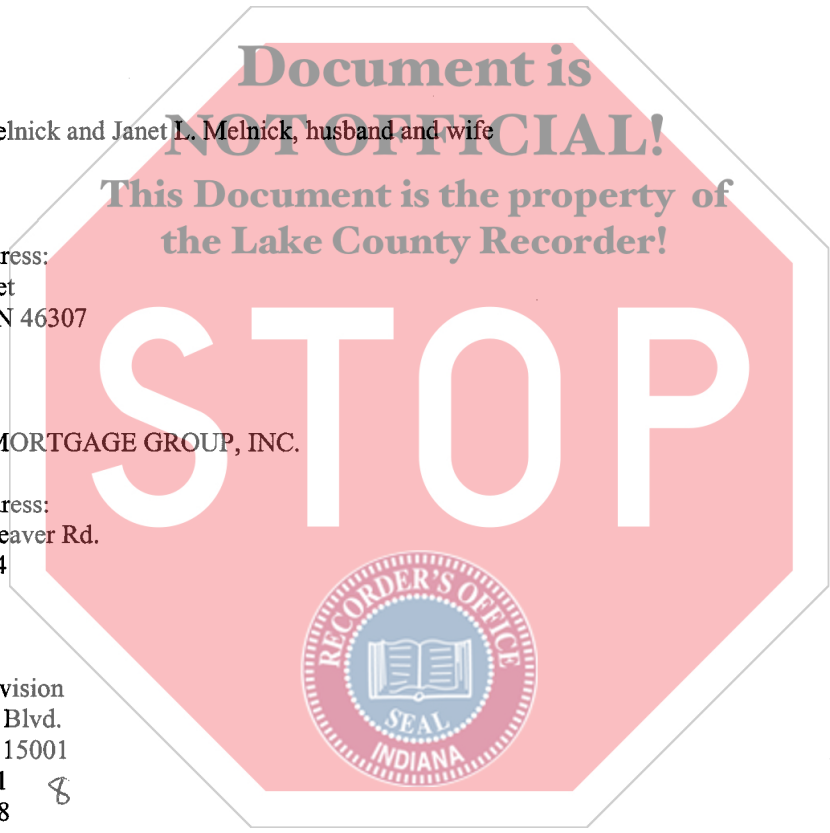 Document is
elnick and Janet L. Melnick, husband and wife
NOT OFFICIAL!
This Document is the property of
the Lake County Recorder!
ress:
et
N 46307
STOP
MORTGAGE GROUP, INC.
ress:
eaver Rd.
4
RECORDER'S OFFICE
SEAL
INDIANA
vision
Blvd.
15001
1
8
8